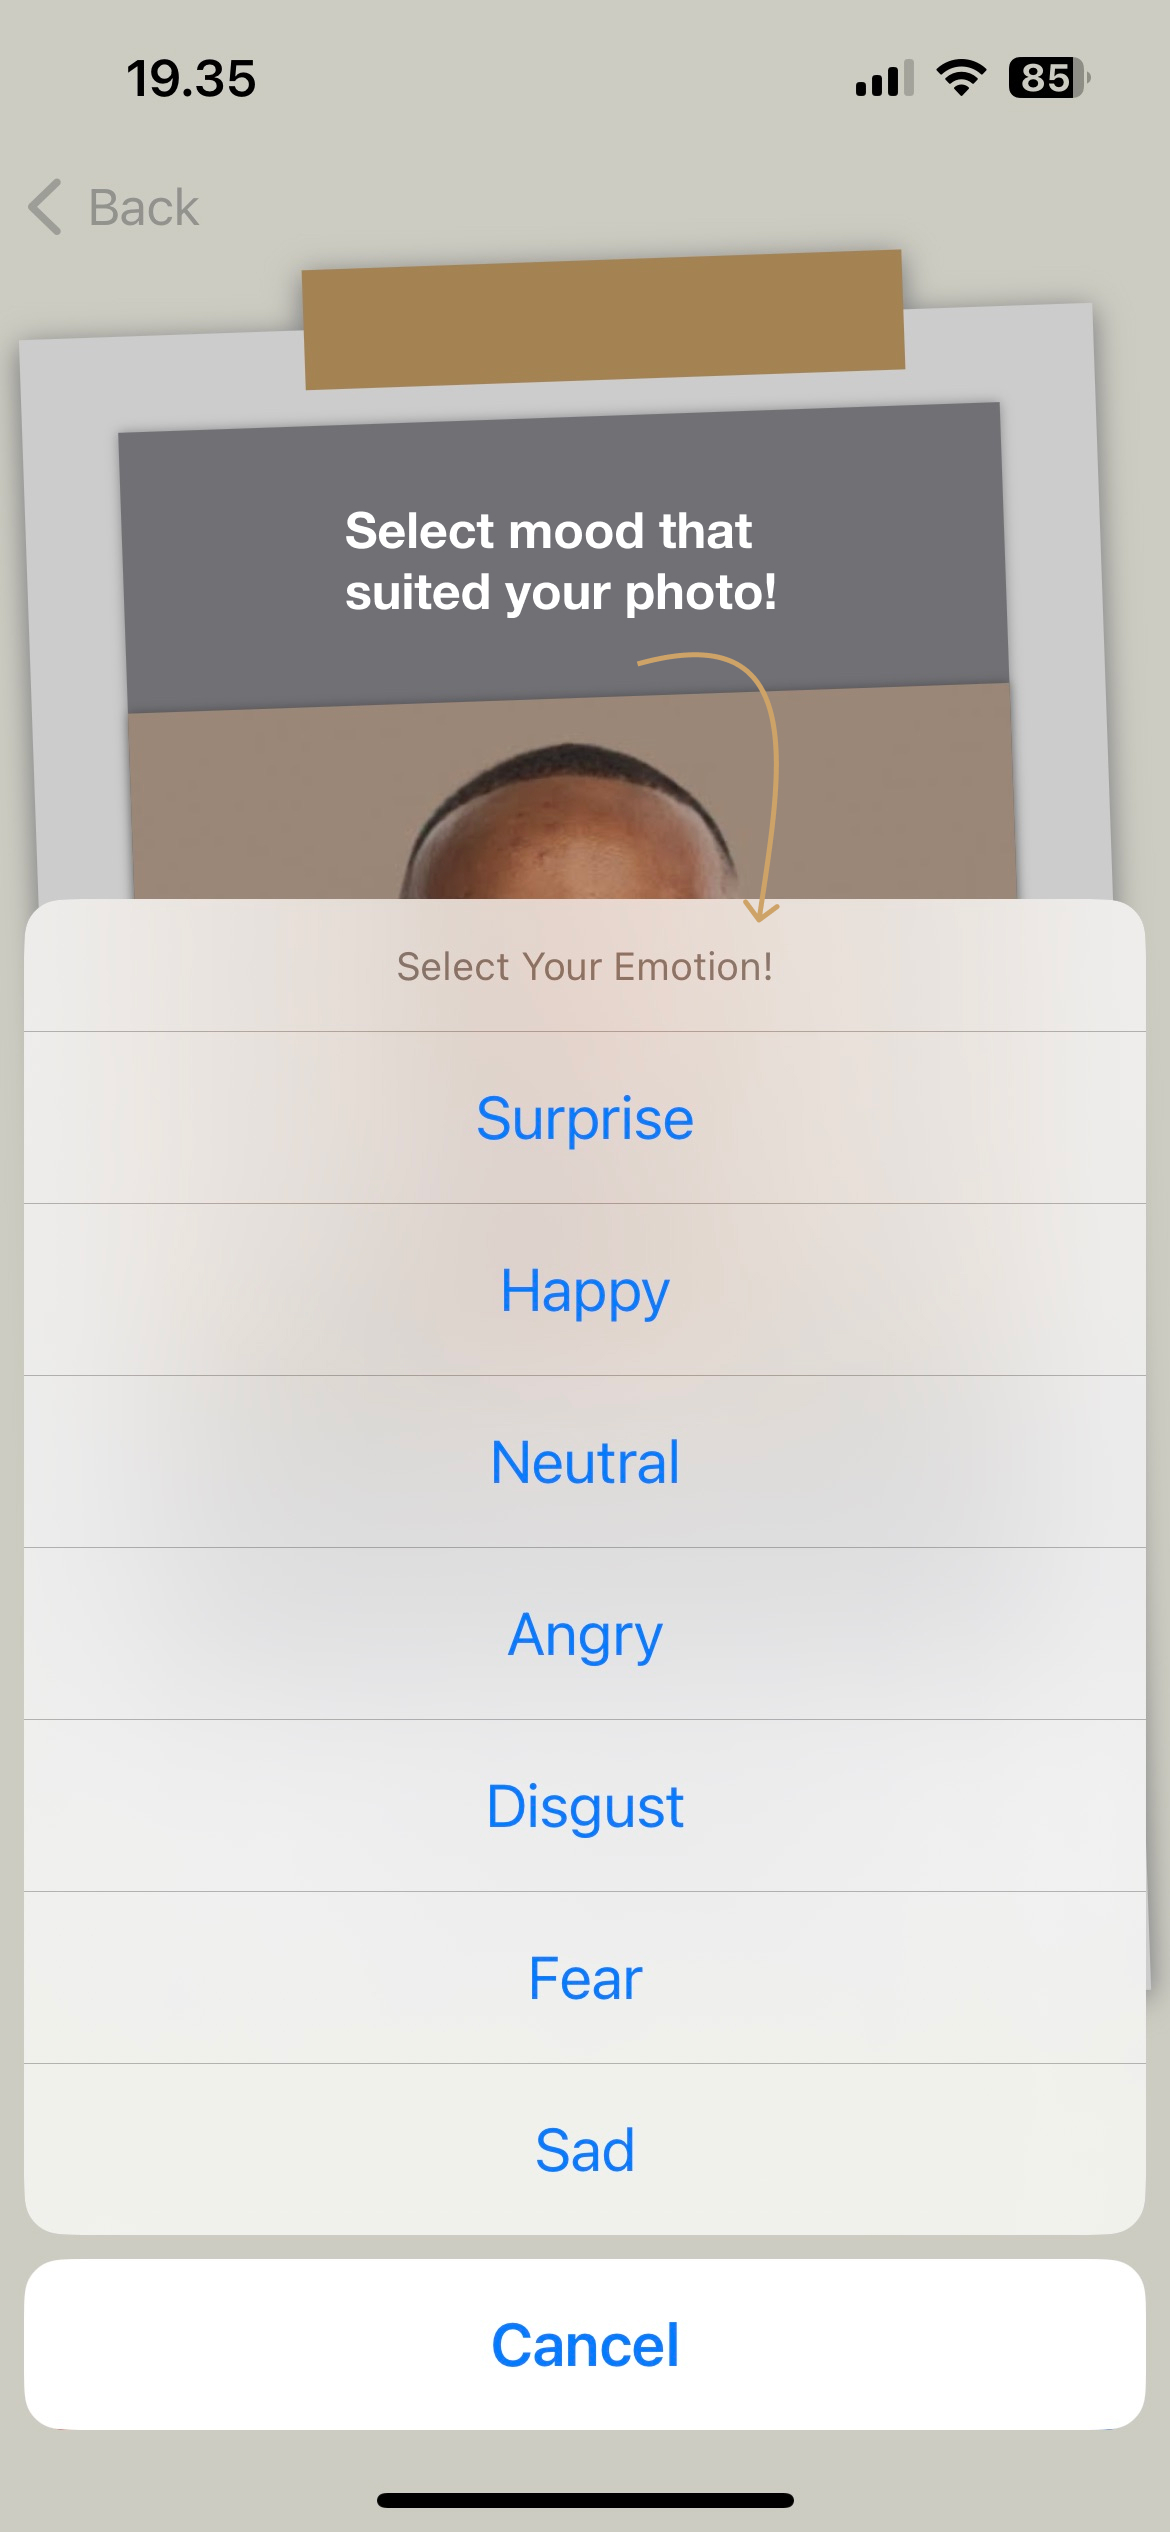 19.35
85
Back
Select mood that
suited your photo!
Select Your Emotion!
Surprise
Happy
Neutral
Angry
Disgust
Fear
Sad
Cancel